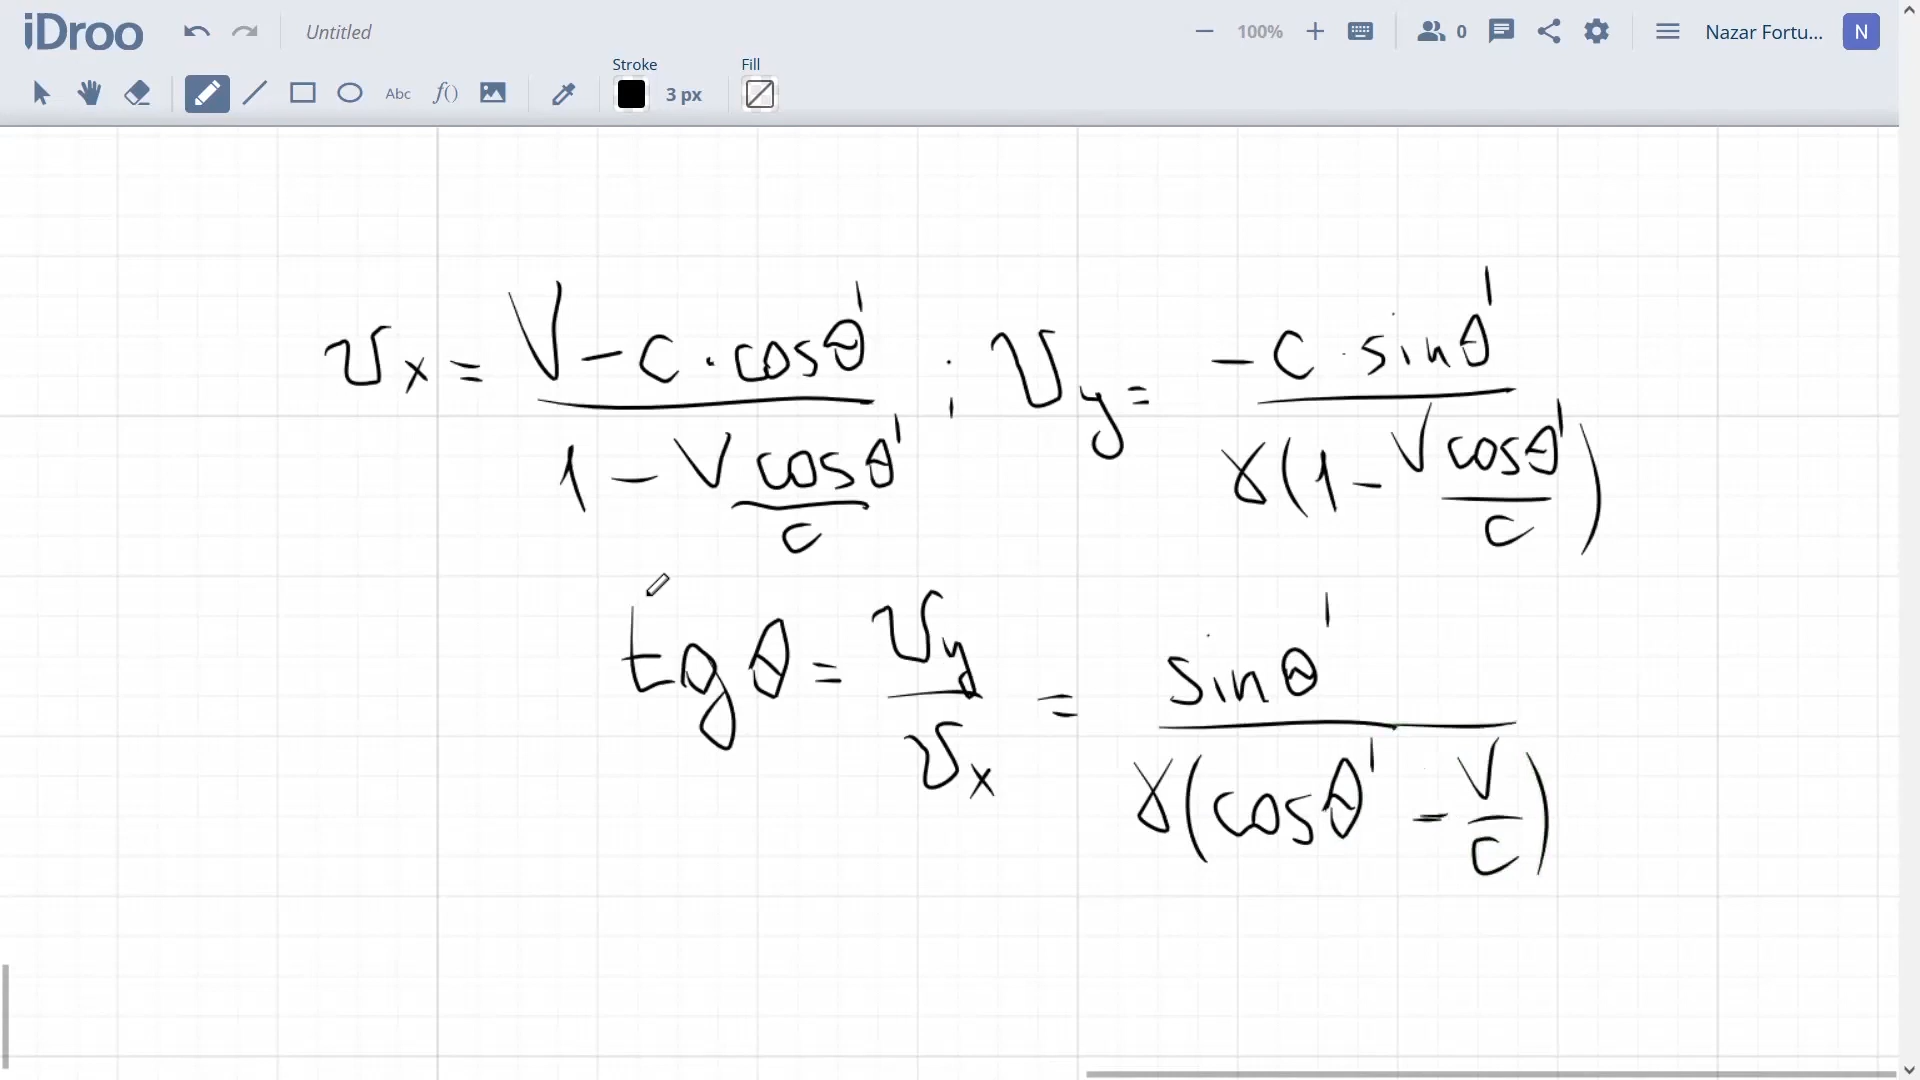 iDroo Untitled 100% 0 Nazar Fortu... N
Stroke Fill
Abc f() 3 px
υx = (V - c · cosθ') / (1 - V cosθ'/c) ; υy = (-c · sinθ') / (γ(1 - V cosθ'/c))
tgθ = υy / υx = sinθ' / (γ(cosθ' - V/c))